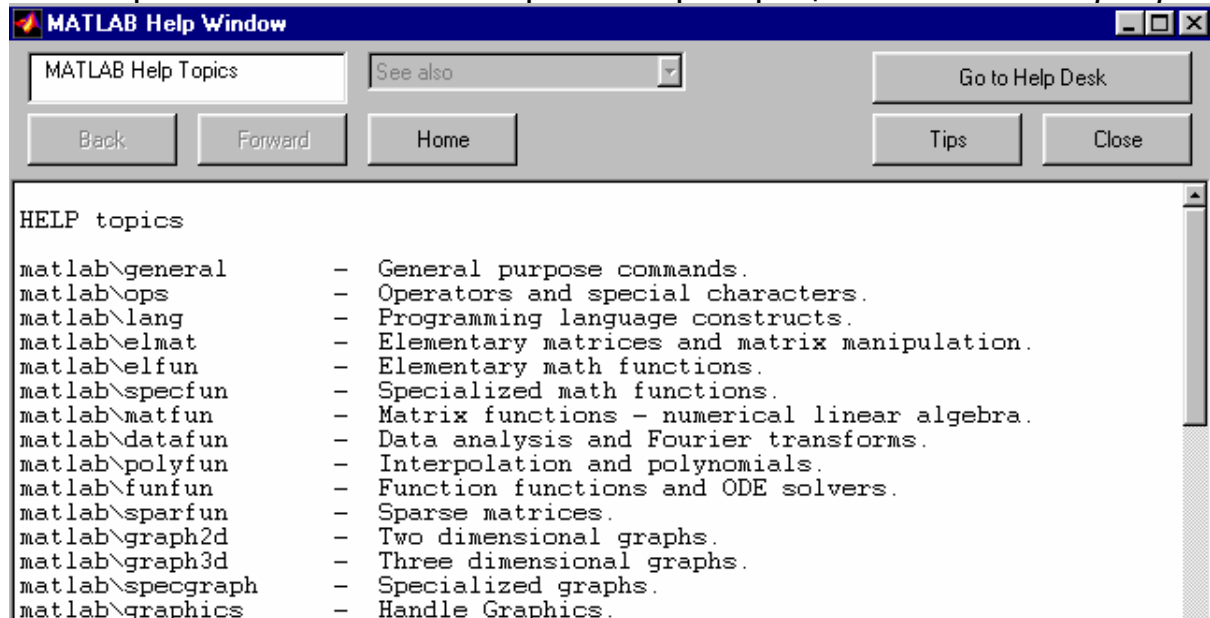 MATLAB Help Window
MATLAB Help Topics See also Go to Help Desk
Back Forward Home Tips Close
HELP topics
matlab\general - General purpose commands.
matlab\ops - Operators and special characters.
matlab\lang - Programming language constructs.
matlab\elmat - Elementary matrices and matrix manipulation.
matlab\elfun - Elementary math functions.
matlab\specfun - Specialized math functions.
matlab\matfun - Matrix functions - numerical linear algebra.
matlab\datafun - Data analysis and Fourier transforms.
matlab\polyfun - Interpolation and polynomials.
matlab\funfun - Function functions and ODE solvers.
matlab\sparfun - Sparse matrices.
matlab\graph2d - Two dimensional graphs.
matlab\graph3d - Three dimensional graphs.
matlab\specgraph - Specialized graphs.
matlab\graphics - Handle Graphics.